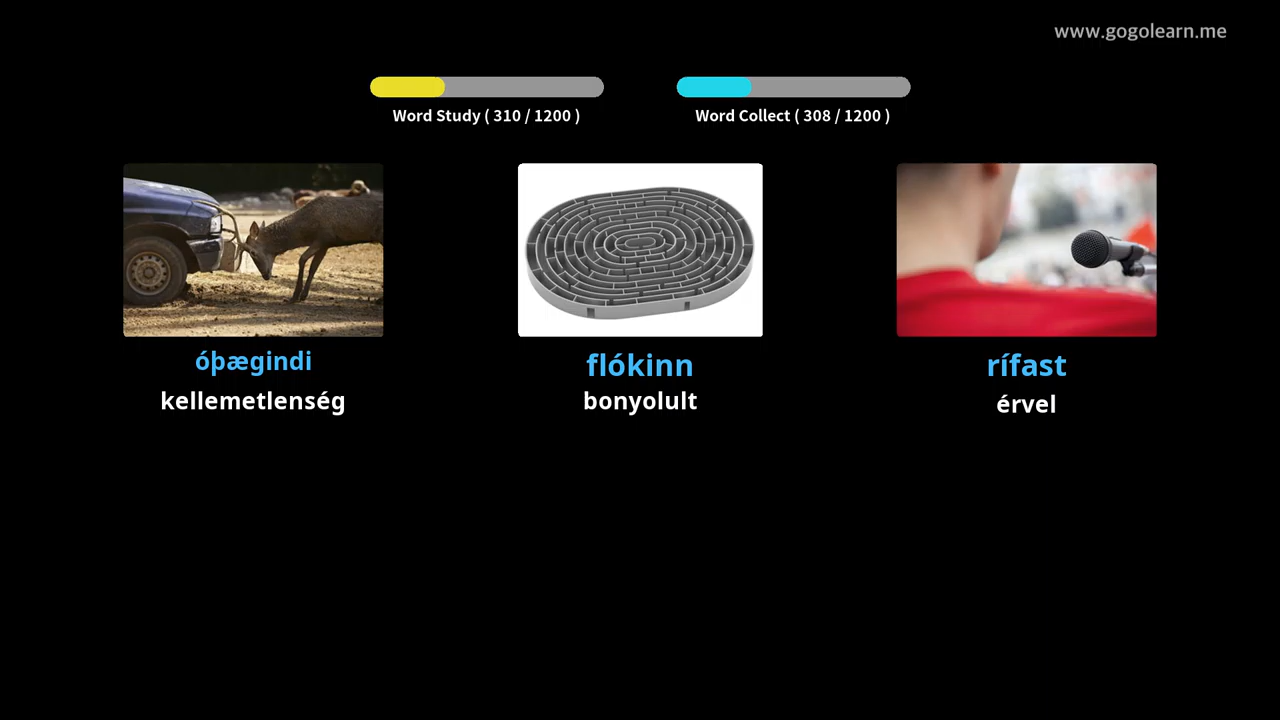 www.gogolearn.me
Word Study ( 310 / 1200 )
Word Collect ( 308 / 1200 )
óþægindi
kellemetlenség
flókinn
bonyolult
rífast
érvel